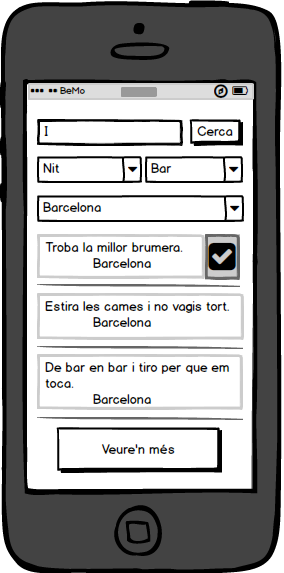 BeMo
I
Cerca
Nit
Bar
Barcelona
Troba la millor brumera.
Barcelona
Estira les cames i no vagis tort.
Barcelona
De bar en bar i tiro per que em
toca.
Barcelona
Veure'n més